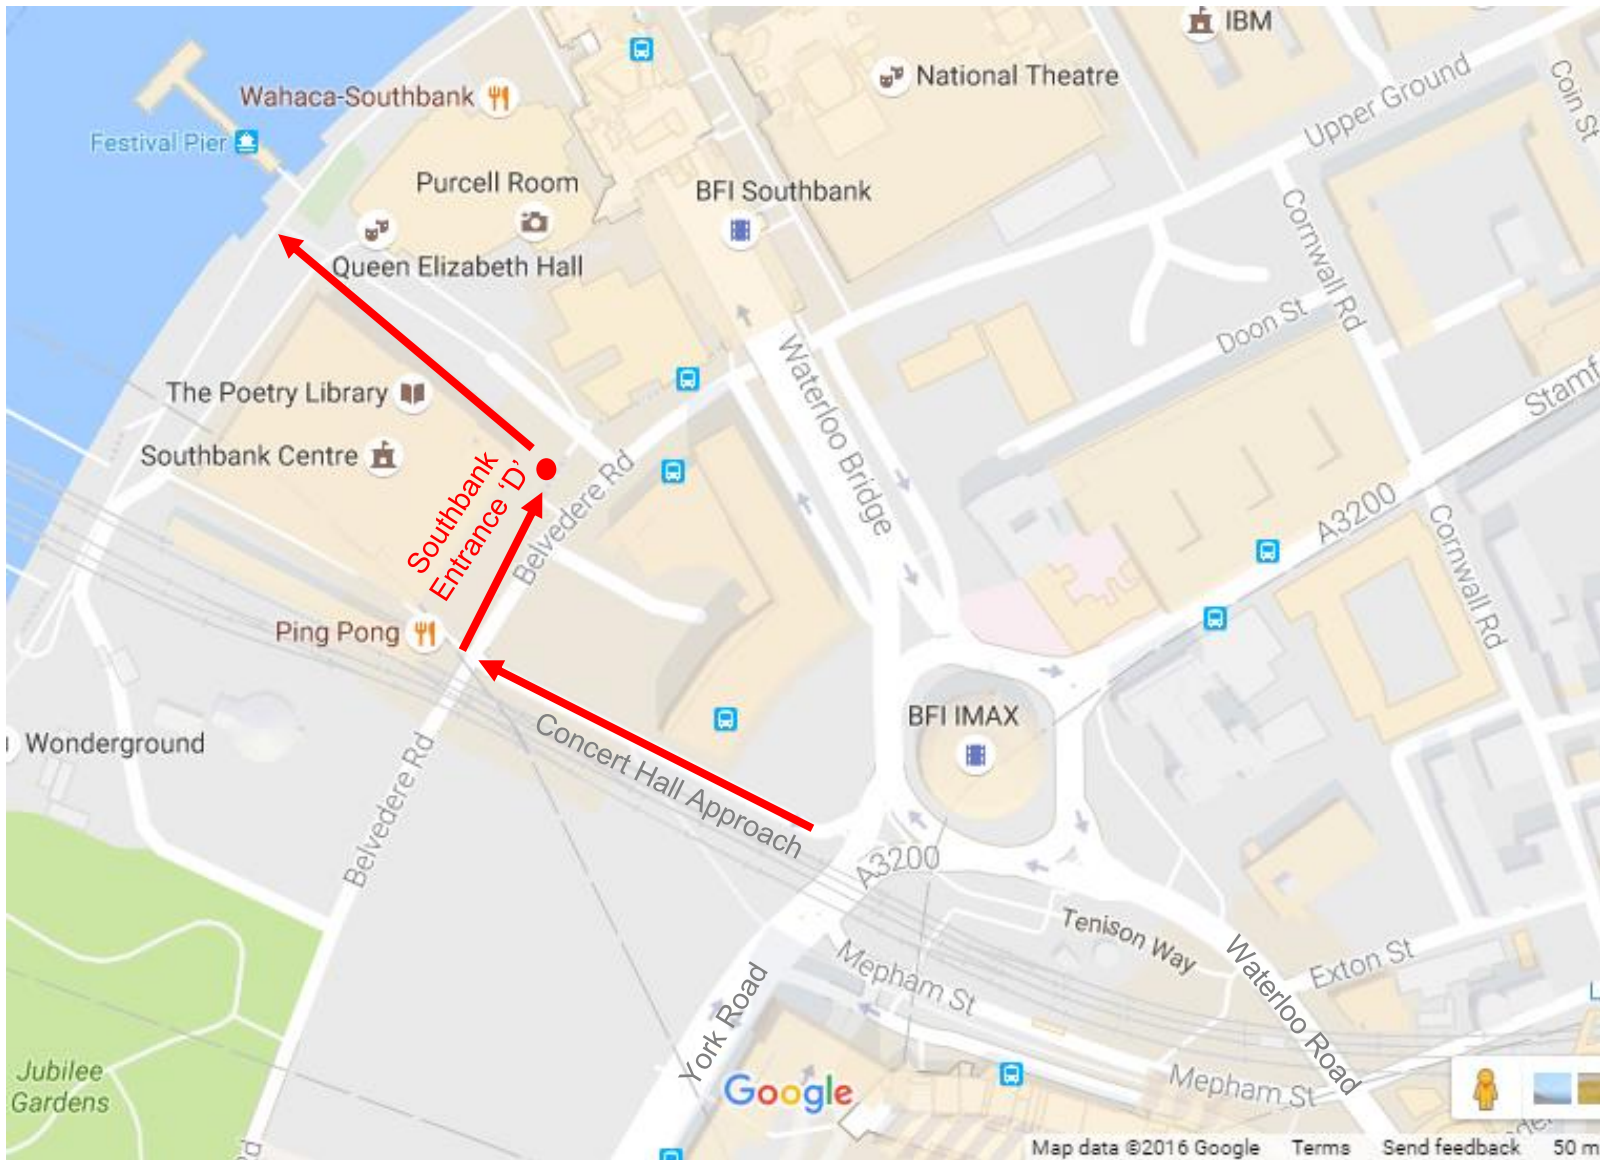 IBM
National Theatre
Upper Ground
Coin St
Wahaca-Southbank
Festival Pier
Purcell Room
BFI Southbank
Queen Elizabeth Hall
Cornwall Rd
Doon St
Waterloo Bridge
The Poetry Library
Southbank Centre
Southbank
Entrance ‘D’
Belvedere Rd
Stamf
A3200
Cornwall Rd
Ping Pong
Wonderground
BFI IMAX
Concert Hall Approach
Belvedere Rd
A3200
Tenison Way
Waterloo Road
Exton St
Mepham St
York Road
Jubilee
Gardens
Google
Mepham St
Map data ©2016 Google
Terms
Send feedback
50 m